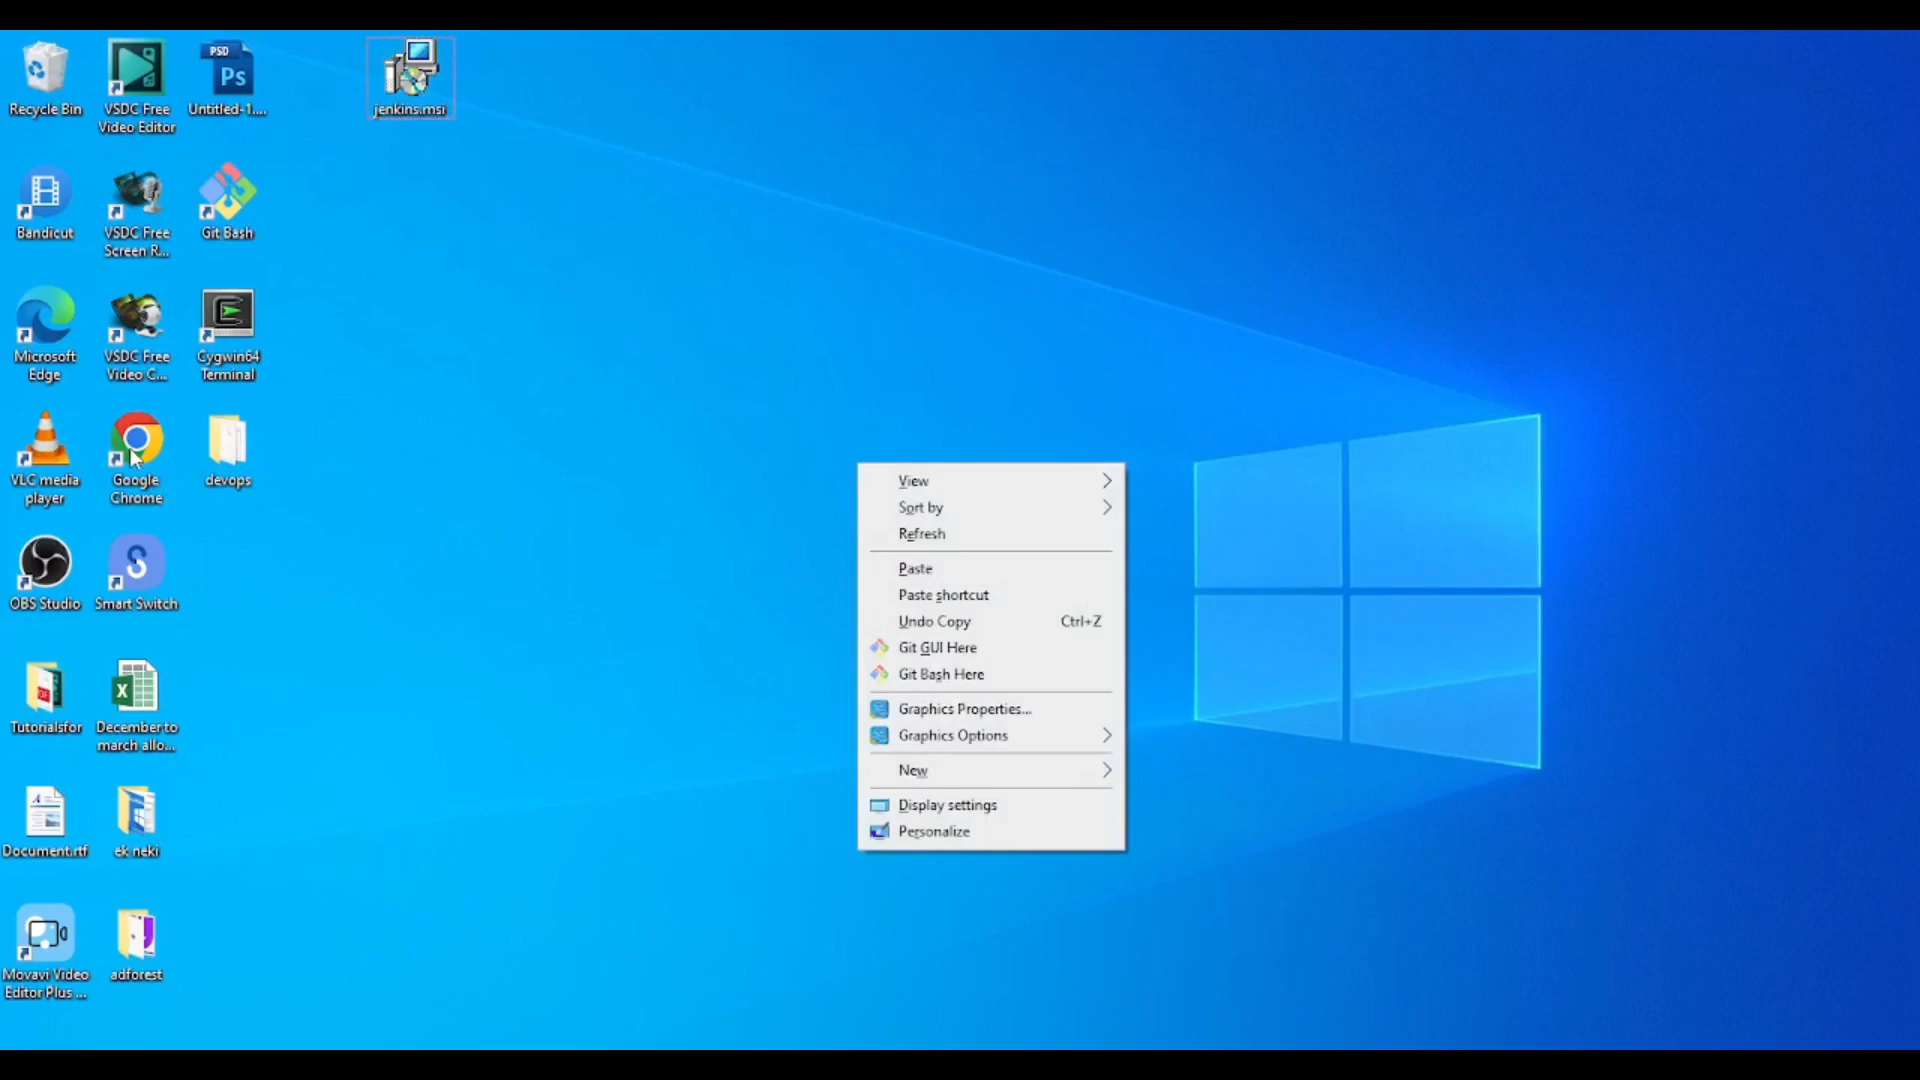 Recycle Bin
VSDC Free
Video Editor
PSD
Ps
Untitled-1....
jenkins.msi
Bandicut
VSDC Free
Screen R...
Git Bash
Microsoft
Edge
VSDC Free
Video C...
Cygwin64
Terminal
VLC media
player
Google
Chrome
devops
OBS Studio
Smart Switch
Tutorialsfor
December to
march allo...
Document.rtf
ek neki
Movavi Video
Editor Plus ...
adforest
View
Sort by
Refresh
Paste
Paste shortcut
Undo Copy Ctrl+Z
Git GUI Here
Git Bash Here
Graphics Properties...
Graphics Options
New
Display settings
Personalize